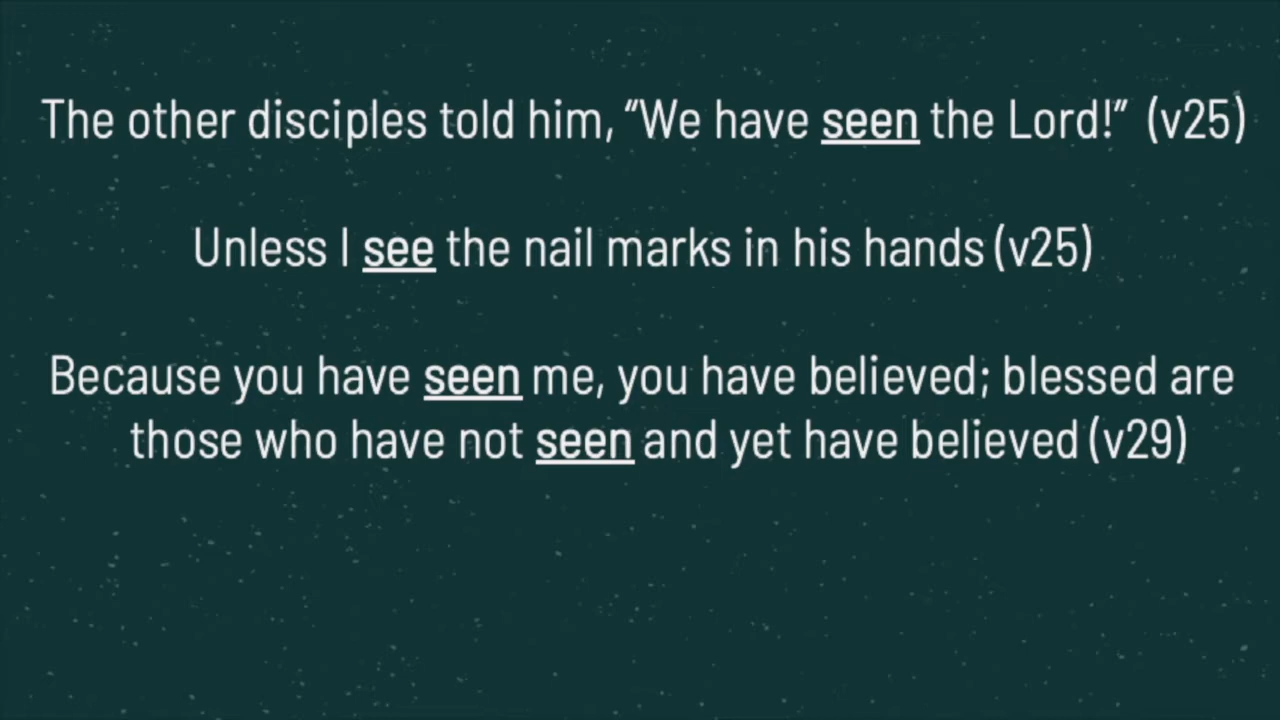 The other disciples told him, “We have seen the Lord!” (v25)
Unless I see the nail marks in his hands (v25)
Because you have seen me, you have believed; blessed are
those who have not seen and yet have believed (v29)